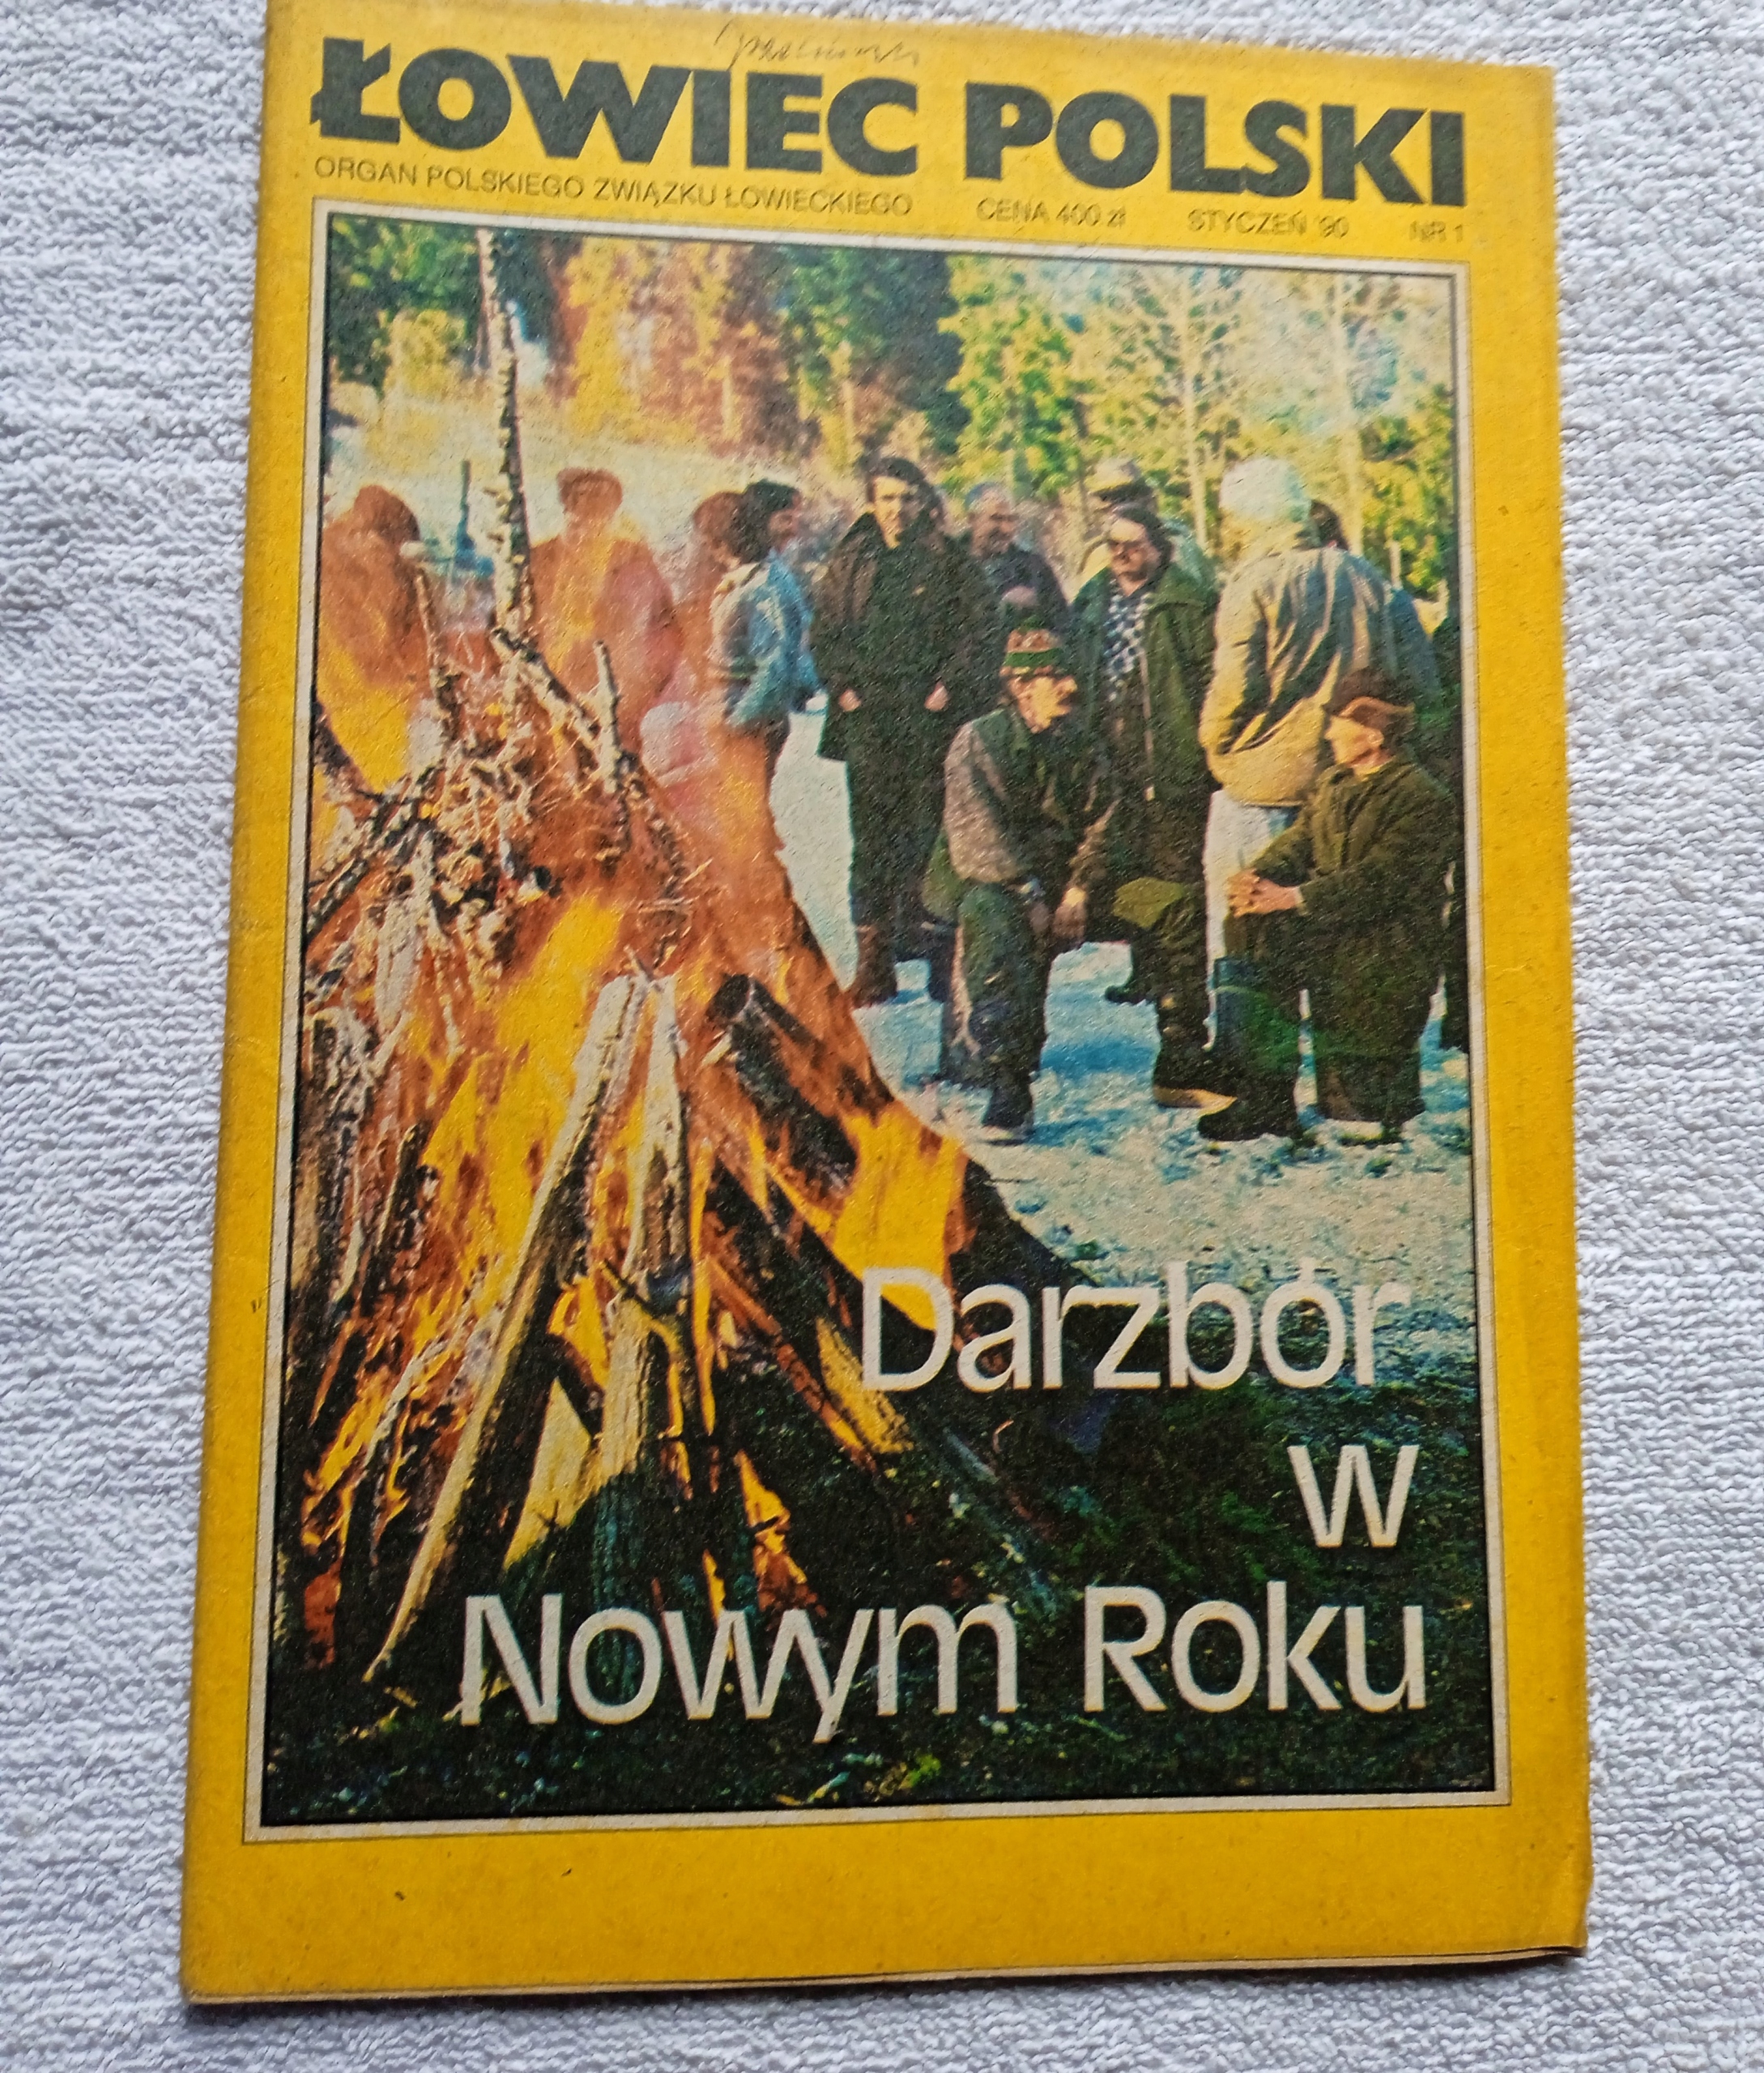 ŁOWIEC POLSKI
ORGAN POLSKIEGO ZWIĄZKU ŁOWIECKIEGO CENA 400 zł STYCZEŃ '90 NR 1
Darzbór
w
Nowym Roku